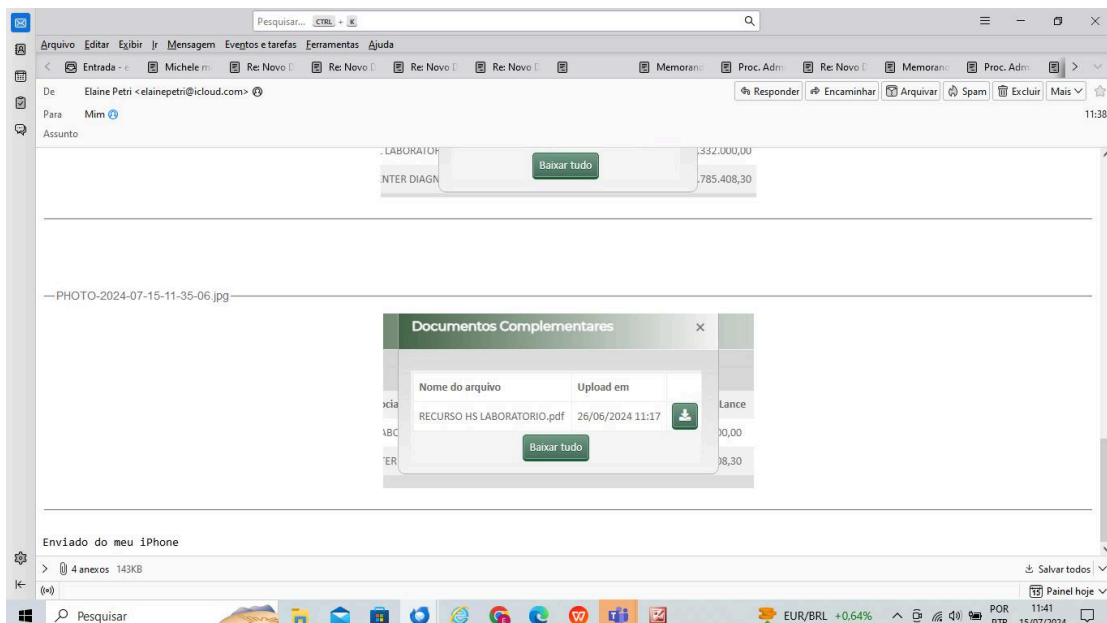 Pesquisar... CTRL + K
Arquivo Editar Exibir Ir Mensagem Eventos e tarefas Ferramentas Ajuda
Entrada - e Michele m Re: Novo D Re: Novo D Re: Novo D Re: Novo D Memorand Proc. Adm Re: Novo D Memorand Proc. Adm
De Elaine Petri <elainepetri@icloud.com> Responder Encaminhar Arquivar Spam Excluir Mais
Para Mim 11:38
Assunto
. LABORATOR .332.000,00
Baixar tudo
NTER DIAGN .785.408,30
PHOTO-2024-07-15-11-35-06.jpg
Documentos Complementares ×
Nome do arquivo Upload em
ocia Lance
RECURSO HS LABORATORIO.pdf 26/06/2024 11:17
ABO 00,00
Baixar tudo
TER 08,30
Enviado do meu iPhone
4 anexos 143KB Salvar todos
Painel hoje
Pesquisar EUR/BRL +0,64% POR 11:41
PTB 15/07/2024